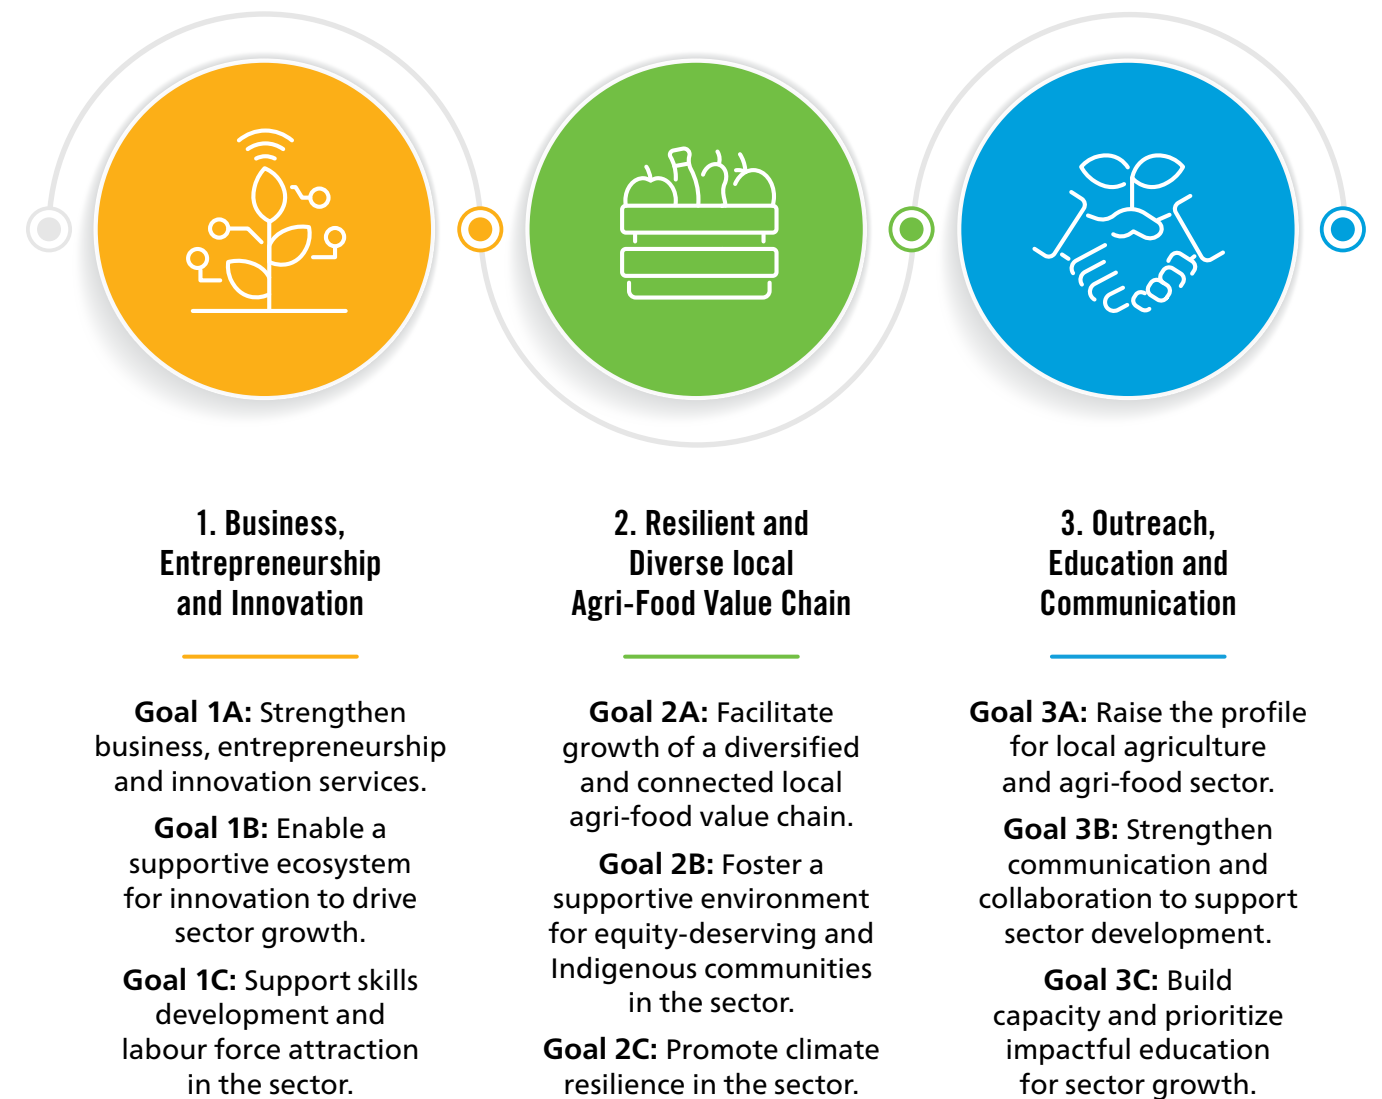 1. Business,
Entrepreneurship
and Innovation
Goal 1A: Strengthen
business, entrepreneurship
and innovation services.
Goal 1B: Enable a
supportive ecosystem
for innovation to drive
sector growth.
Goal 1C: Support skills
development and
labour force attraction
in the sector.
2. Resilient and
Diverse local
Agri-Food Value Chain
Goal 2A: Facilitate
growth of a diversified
and connected local
agri-food value chain.
Goal 2B: Foster a
supportive environment
for equity-deserving and
Indigenous communities
in the sector.
Goal 2C: Promote climate
resilience in the sector.
3. Outreach,
Education and
Communication
Goal 3A: Raise the profile
for local agriculture
and agri-food sector.
Goal 3B: Strengthen
communication and
collaboration to support
sector development.
Goal 3C: Build
capacity and prioritize
impactful education
for sector growth.